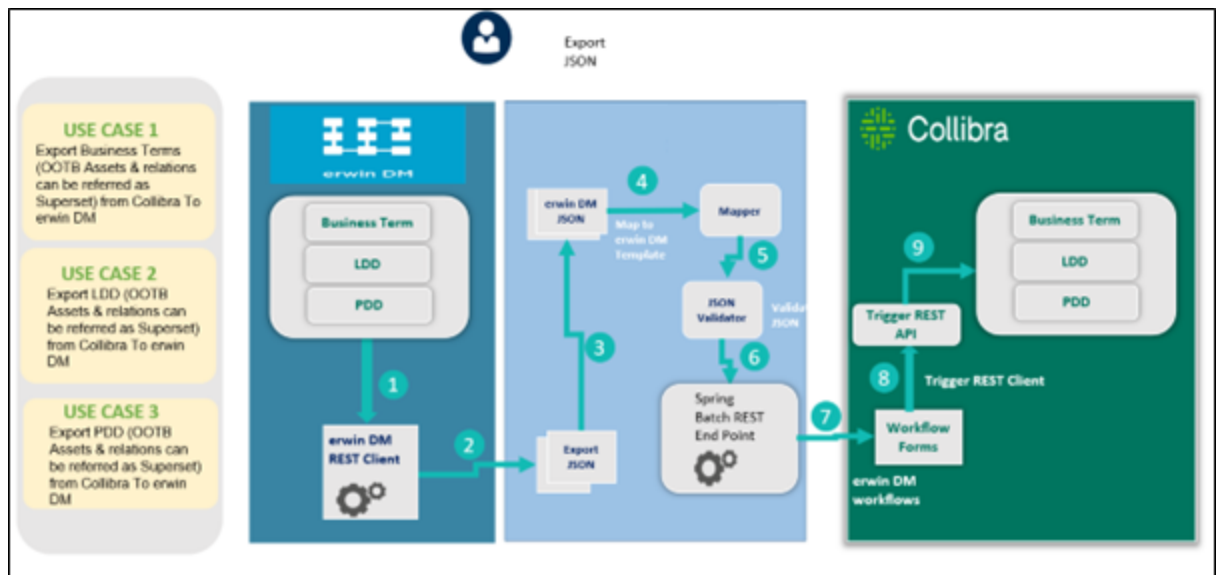 Export
JSON
USE CASE 1
Export Business Terms
(OOTB Assets & relations
can be referred as
Superset) from Collibra To
erwin DM
USE CASE 2
Export LDD (OOTB
Assets & relations can
be referred as Superset)
from Collibra To erwin
DM
USE CASE 3
Export PDD (OOTB
Assets & relations can
be referred as Superset)
from Collibra To erwin
DM
erwin DM
Business Term
LDD
PDD
1
erwin DM
REST Client
2
Export
JSON
3
erwin DM
JSON
4
Map to
erwin DM
Template
Mapper
5
JSON
Validator
Validat
JSON
6
Spring
Batch REST
End Point
7
Collibra
Business Term
LDD
PDD
9
Trigger REST
API
8
Trigger REST Client
Workflow
Forms
erwin DM
workflows